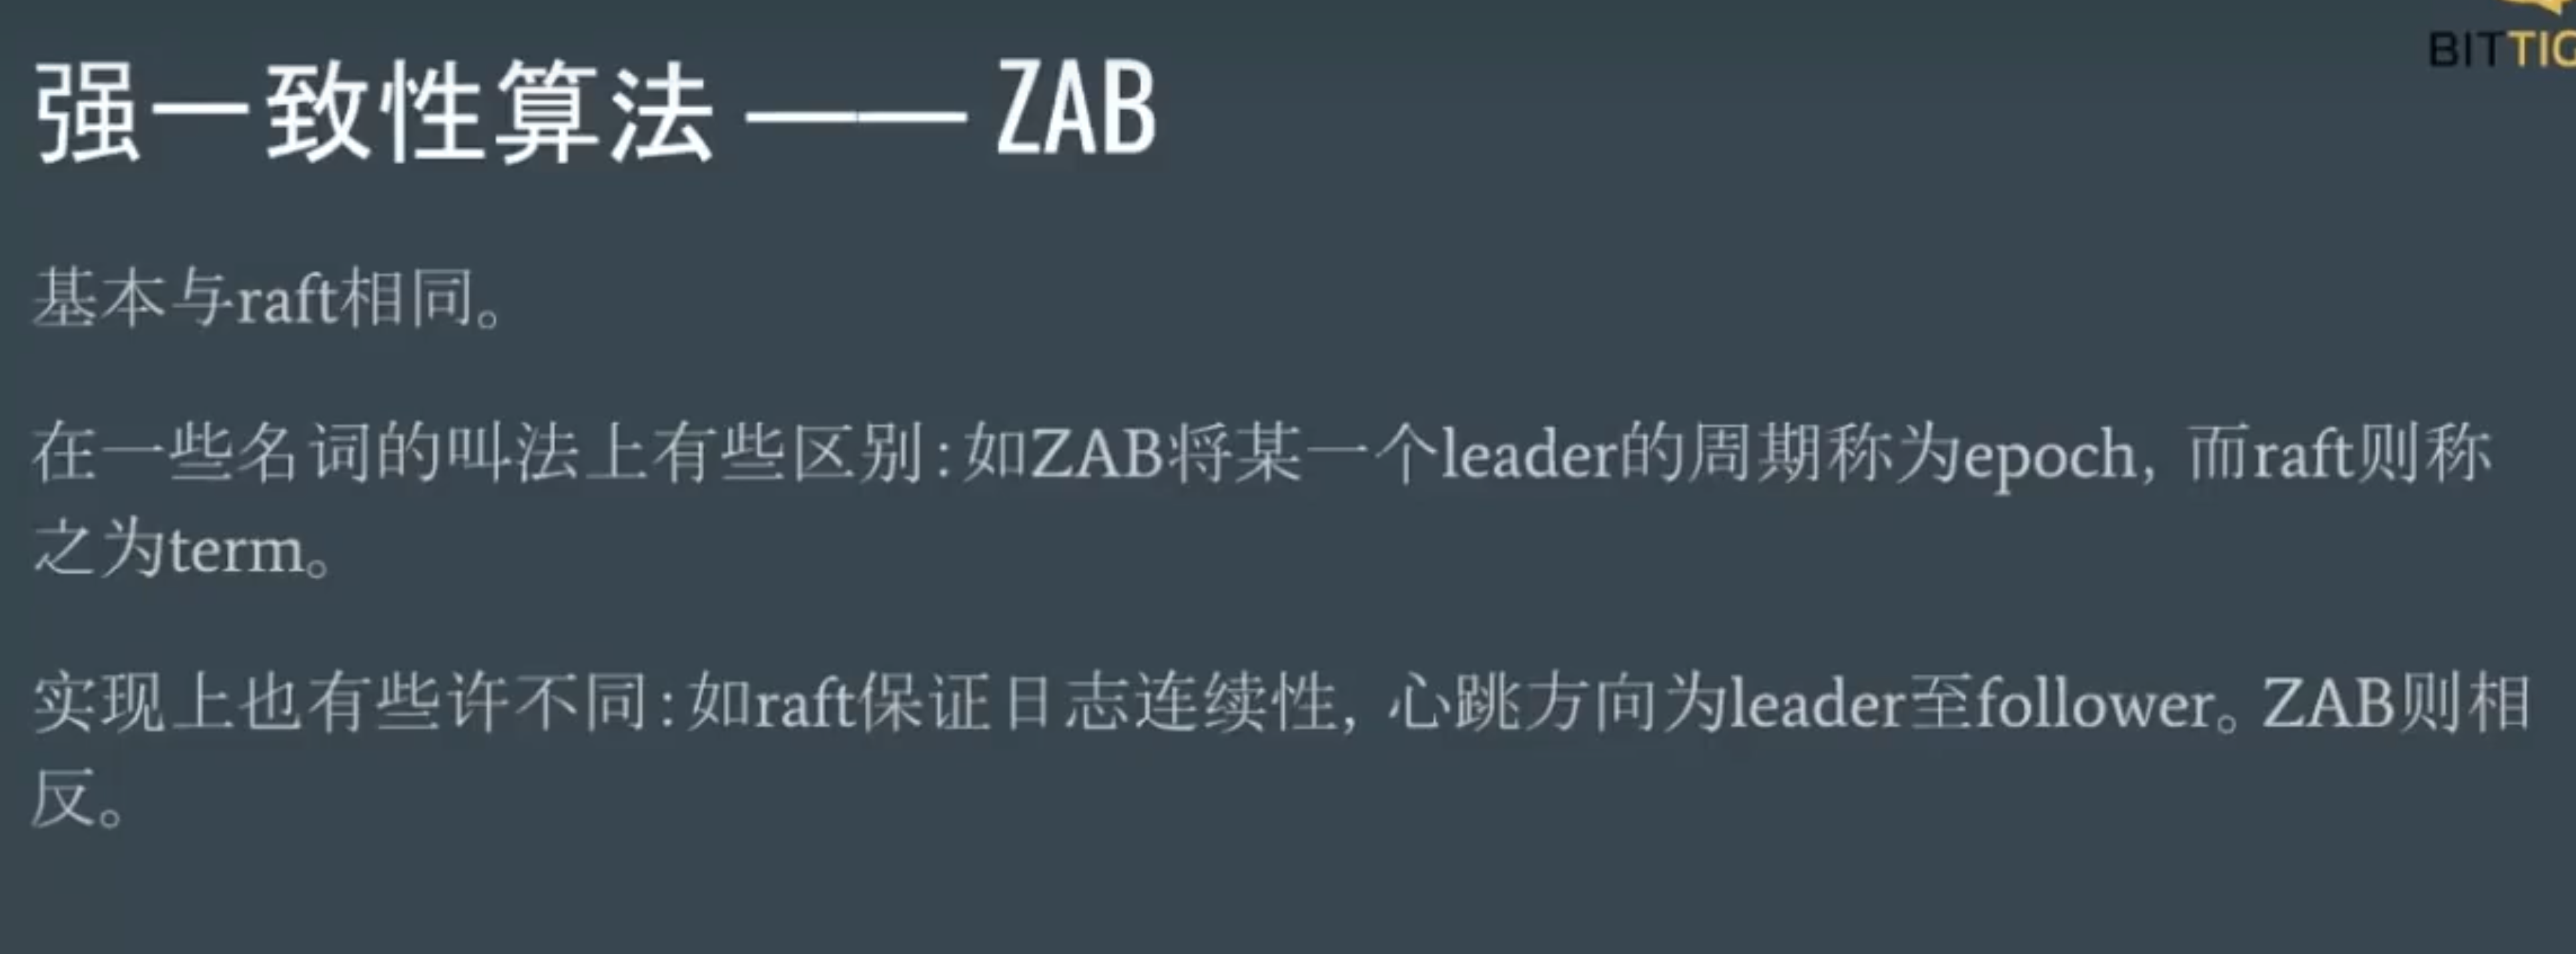 BITTIG
强一致性算法 —— ZAB
基本与raft相同。
在一些名词的叫法上有些区别：如ZAB将某一个leader的周期称为epoch, 而raft则称
之为term。
实现上也有些许不同：如raft保证日志连续性, 心跳方向为leader至follower。ZAB则相
反。